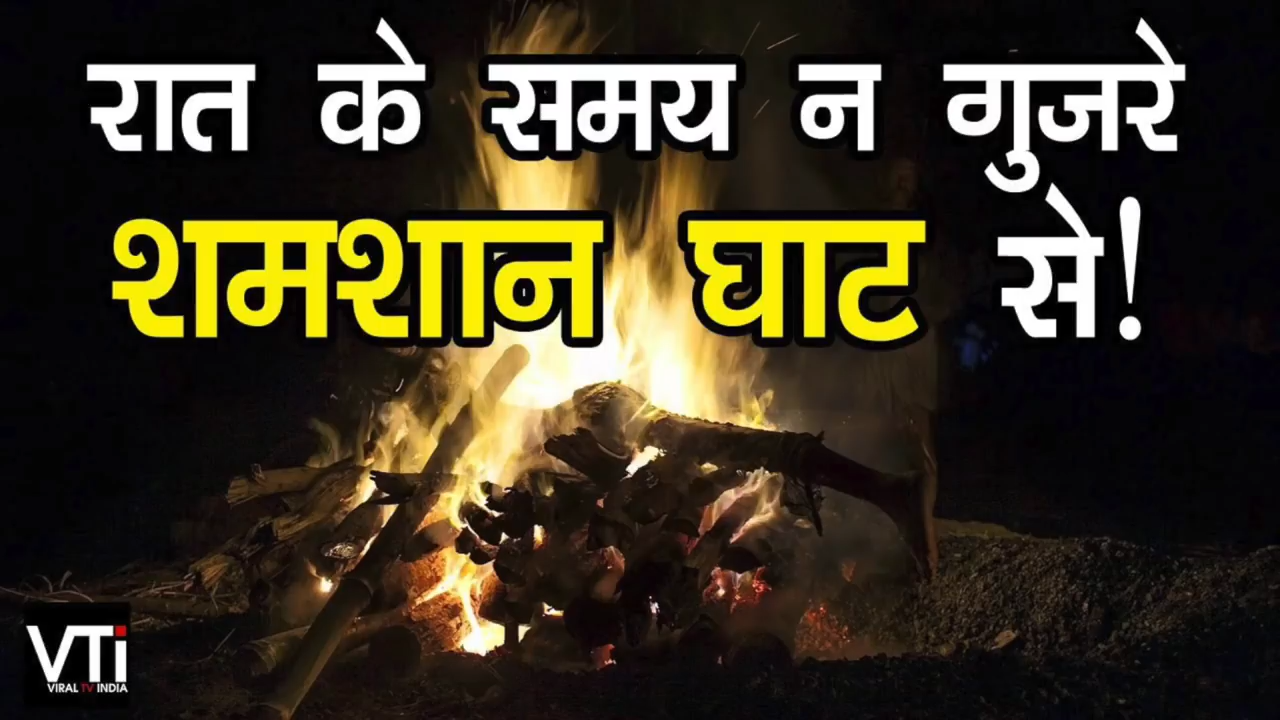 रात के समय न गुजरे
शमशान घाट से!
VTi
VIRAL TV INDIA